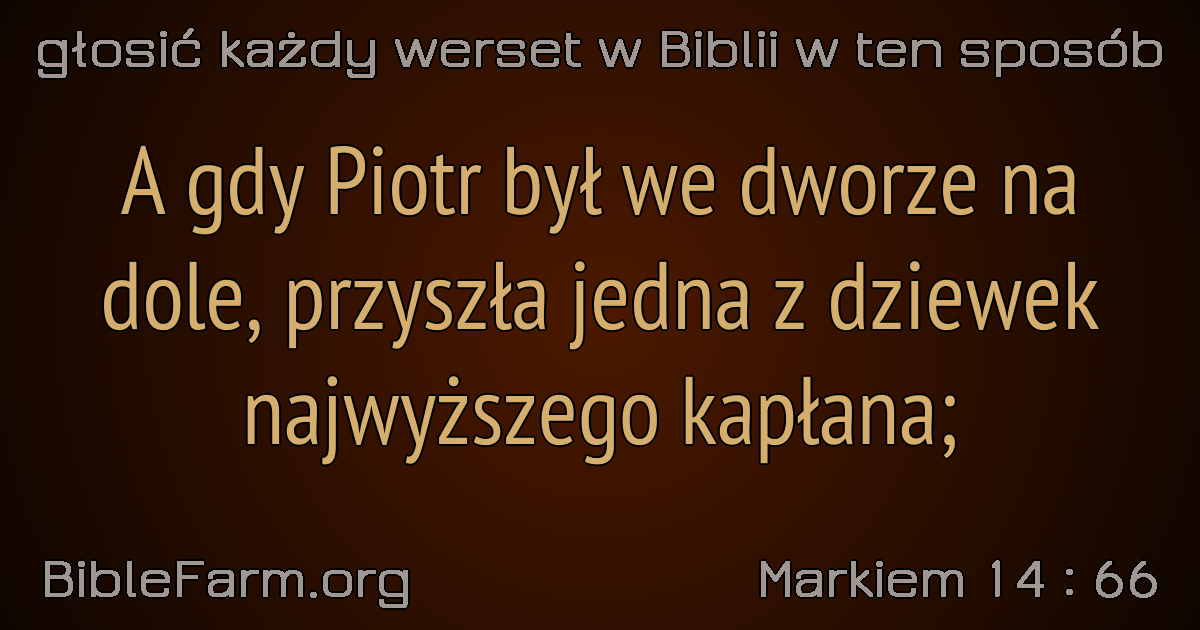 głosić każdy werset w Biblii w ten sposób
A gdy Piotr był we dworze na
dole, przyszła jedna z dziewek
najwyższego kapłana;
BibleFarm.org
Markiem 14 : 66